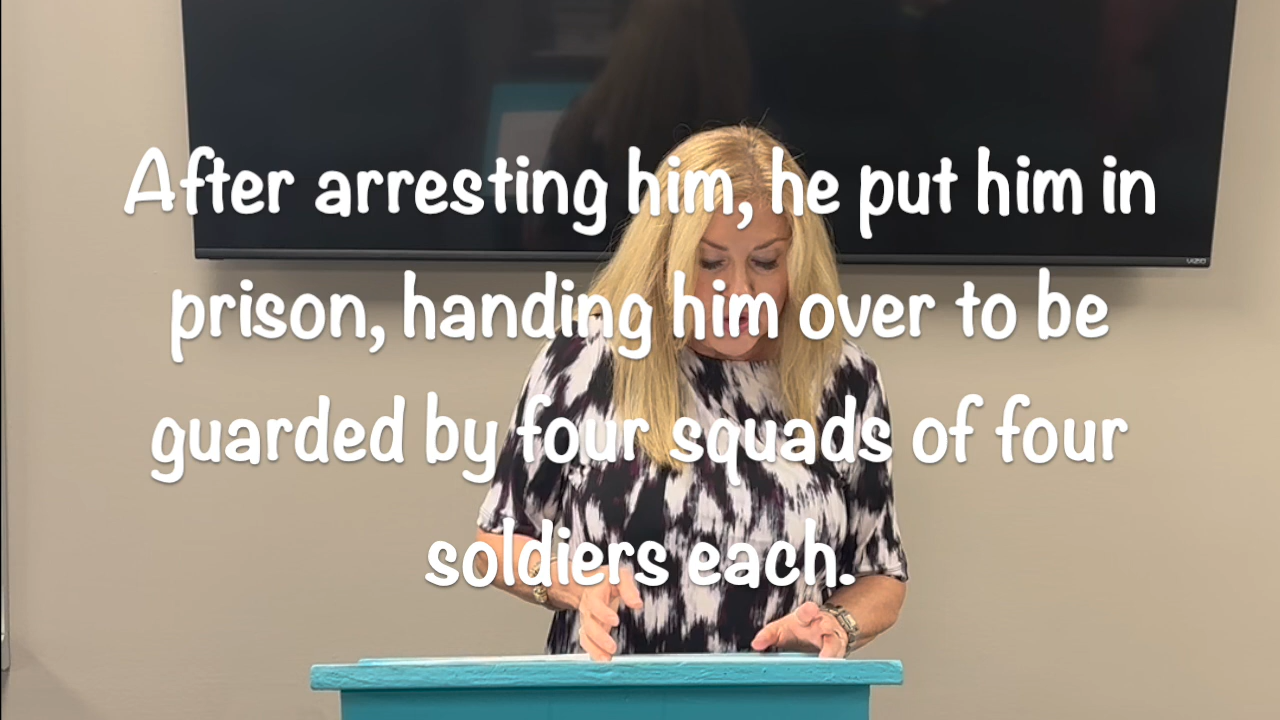 After arresting him, he put him in
prison, handing him over to be
guarded by four squads of four
soldiers each.
VIZIO